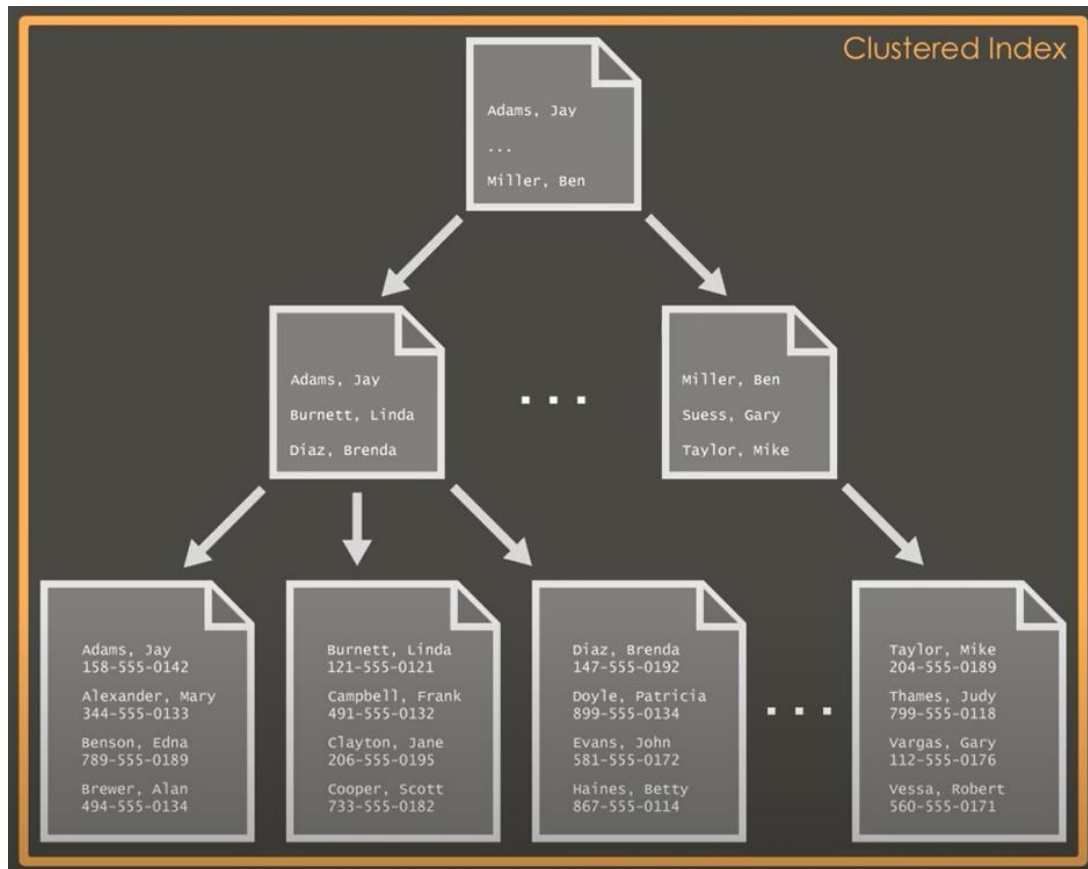 Clustered Index
Adams, Jay
...
Miller, Ben
Adams, Jay
Burnett, Linda
Diaz, Brenda
...
Miller, Ben
Suess, Gary
Taylor, Mike
Adams, Jay
158-555-0142
Alexander, Mary
344-555-0133
Benson, Edna
789-555-0189
Brewer, Alan
494-555-0134
Burnett, Linda
121-555-0121
Campbell, Frank
491-555-0132
Clayton, Jane
206-555-0195
Cooper, Scott
733-555-0182
Diaz, Brenda
147-555-0192
Doyle, Patricia
899-555-0134
Evans, John
581-555-0172
Haines, Betty
867-555-0114
...
Taylor, Mike
204-555-0189
Thames, Judy
799-555-0118
Vargas, Gary
112-555-0176
Vessa, Robert
560-555-0171